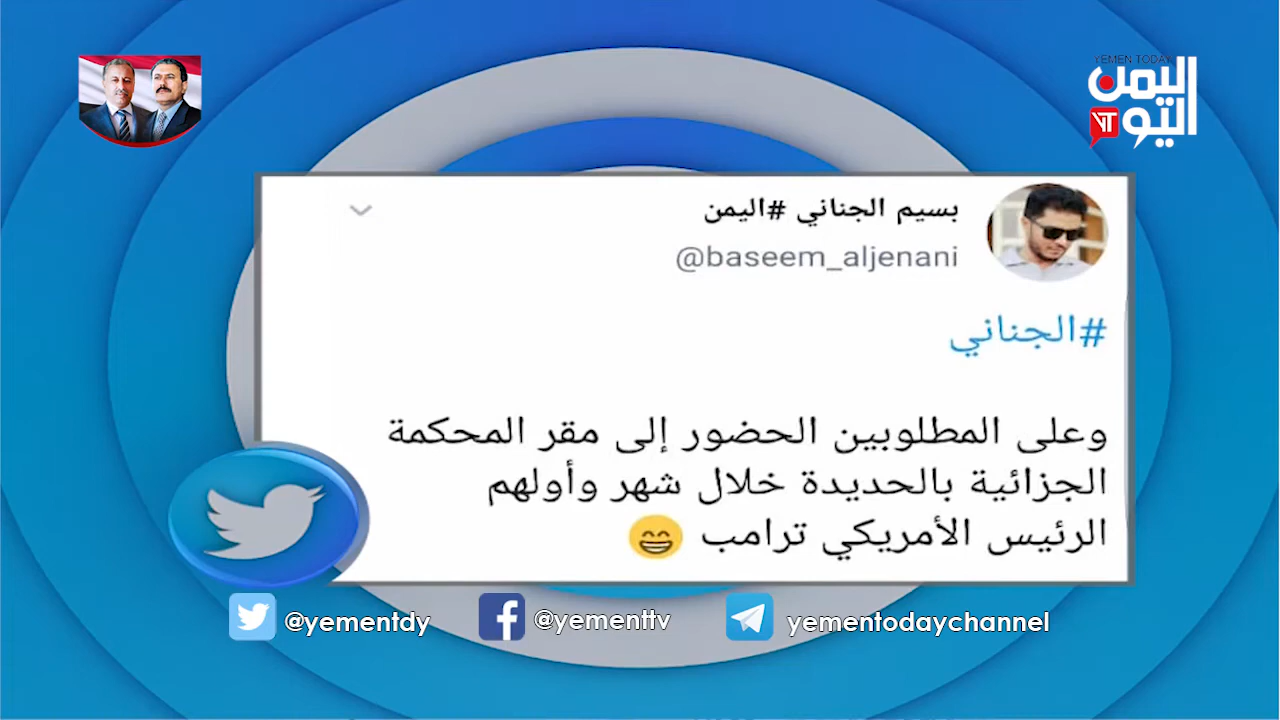 YEMEN TODAY
اليمن
اليوم
YT
بسيم الجناني #اليمن
@baseem_aljenani
#الجناني
وعلى المطلوبين الحضور إلى مقر المحكمة
الجزائية بالحديدة خلال شهر وأولهم
الرئيس الأمريكي ترامب 😄
@yementdy
@yementtv
yementodaychannel